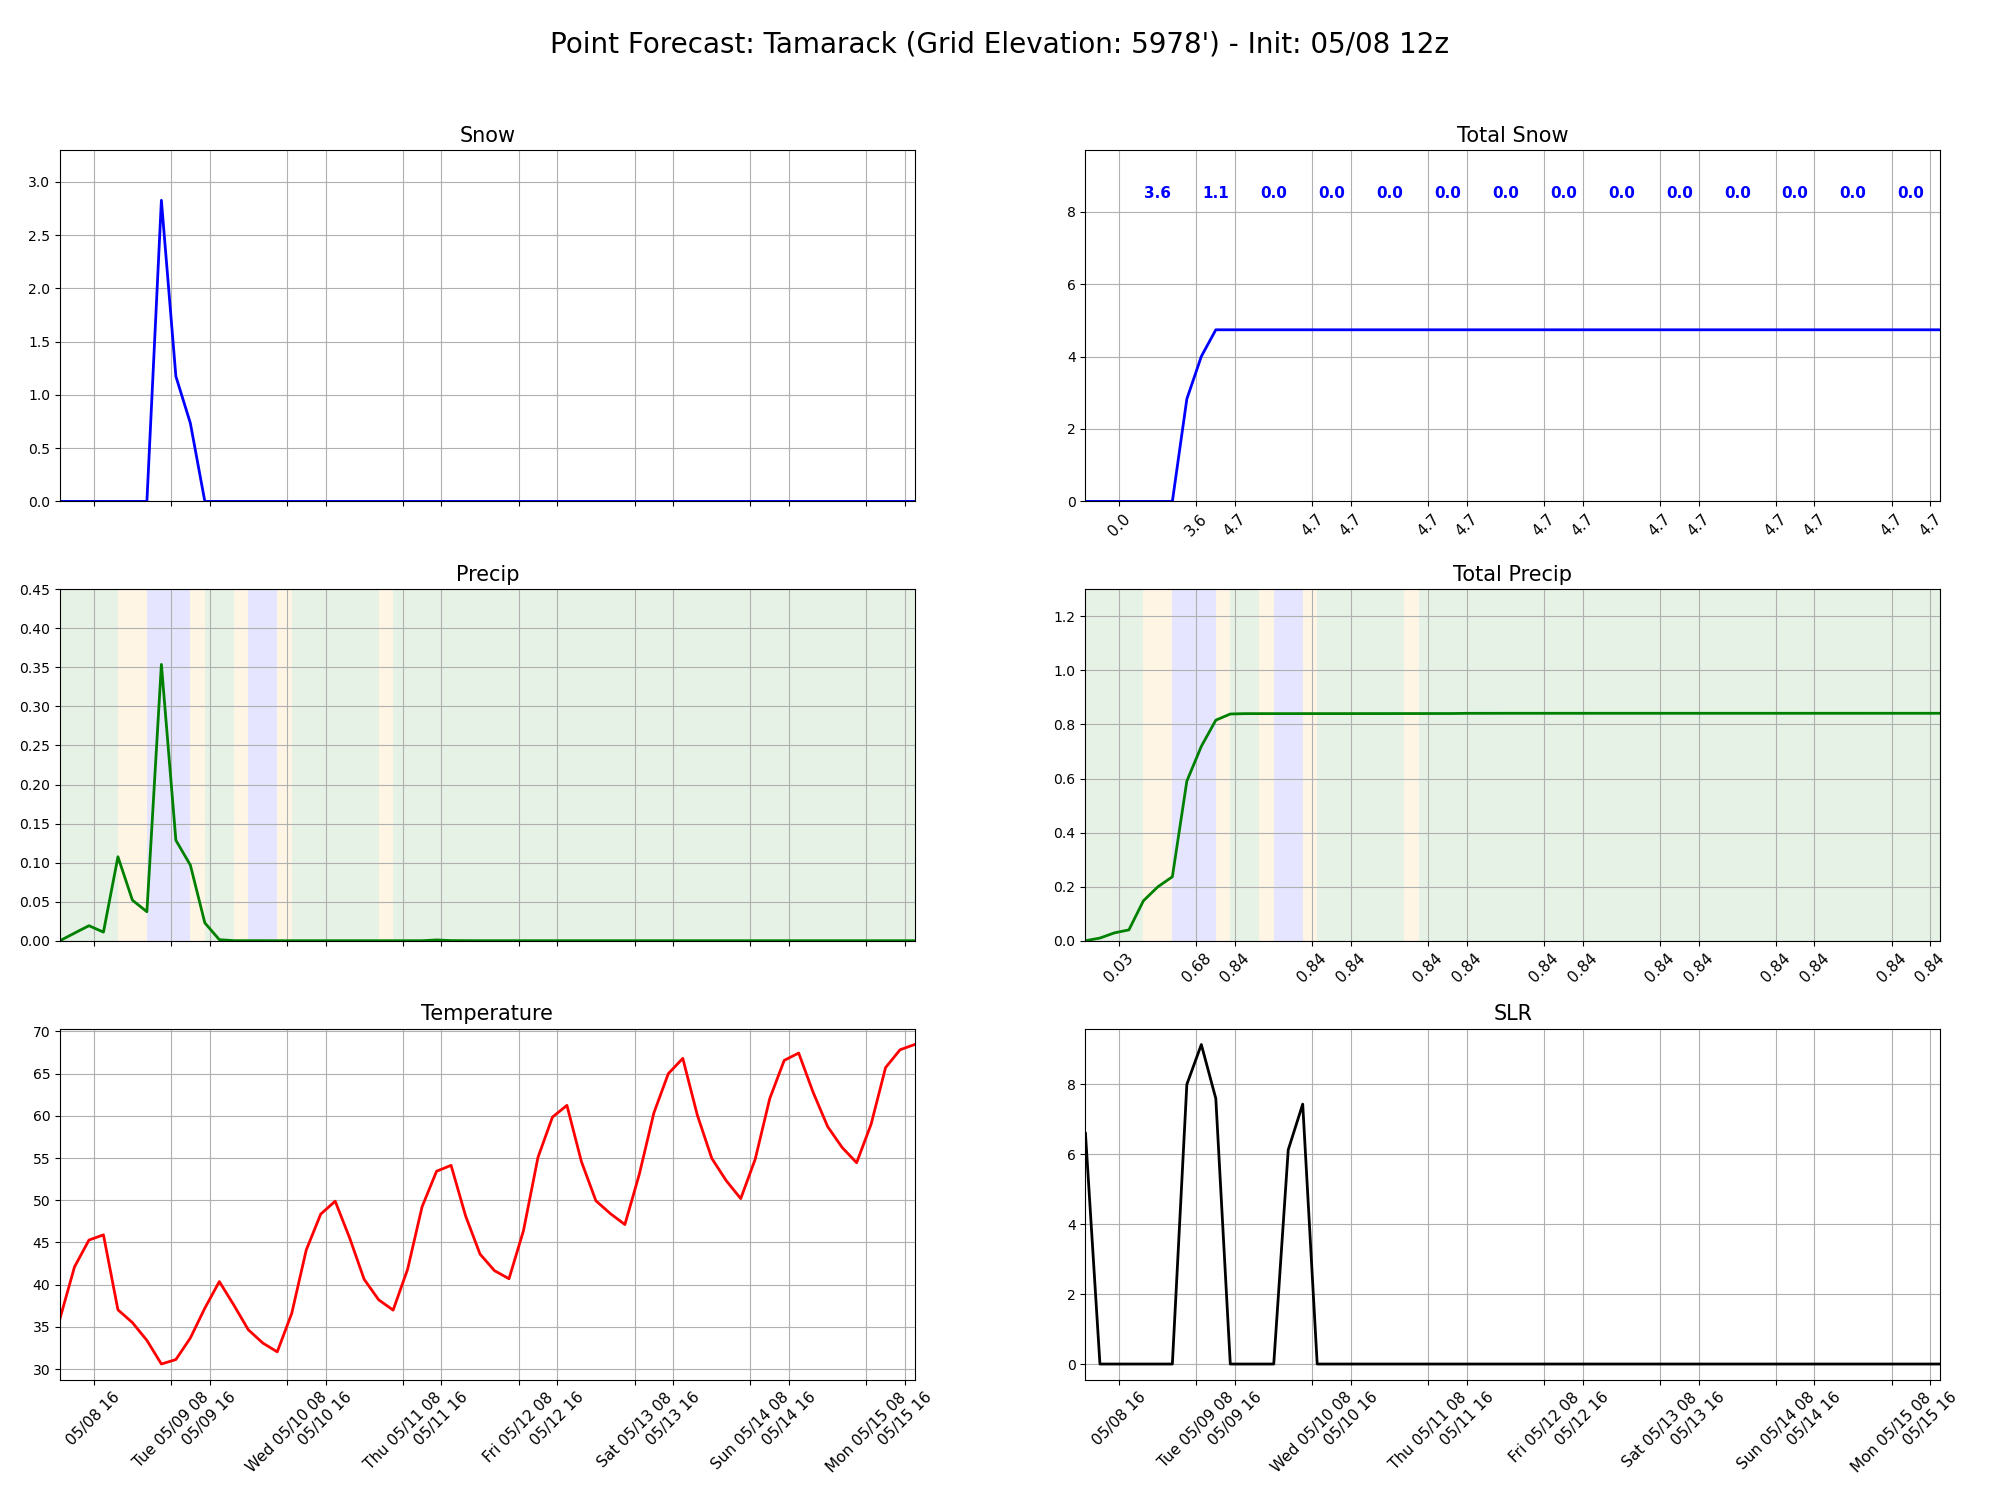 Point Forecast: Tamarack (Grid Elevation: 5978') - Init: 05/08 12z
Snow
3.0
2.5
2.0
1.5
1.0
0.5
0.0
Total Snow
3.6 1.1 0.0 0.0 0.0 0.0 0.0 0.0 0.0 0.0 0.0 0.0 0.0 0.0
8
6
4
2
0
0.0 3.6 4.7 4.7 4.7 4.7 4.7 4.7 4.7 4.7 4.7 4.7 4.7 4.7 4.7
Precip
0.45
0.40
0.35
0.30
0.25
0.20
0.15
0.10
0.05
0.00
Total Precip
1.2
1.0
0.8
0.6
0.4
0.2
0.0
0.03 0.68 0.84 0.84 0.84 0.84 0.84 0.84 0.84 0.84 0.84 0.84 0.84 0.84 0.84
Temperature
70
65
60
55
50
45
40
35
30
05/08 16
Tue 05/09 08
05/09 16
Wed 05/10 08
05/10 16
Thu 05/11 08
05/11 16
Fri 05/12 08
05/12 16
Sat 05/13 08
05/13 16
Sun 05/14 08
05/14 16
Mon 05/15 08
05/15 16
SLR
8
6
4
2
0
05/08 16
Tue 05/09 08
05/09 16
Wed 05/10 08
05/10 16
Thu 05/11 08
05/11 16
Fri 05/12 08
05/12 16
Sat 05/13 08
05/13 16
Sun 05/14 08
05/14 16
Mon 05/15 08
05/15 16